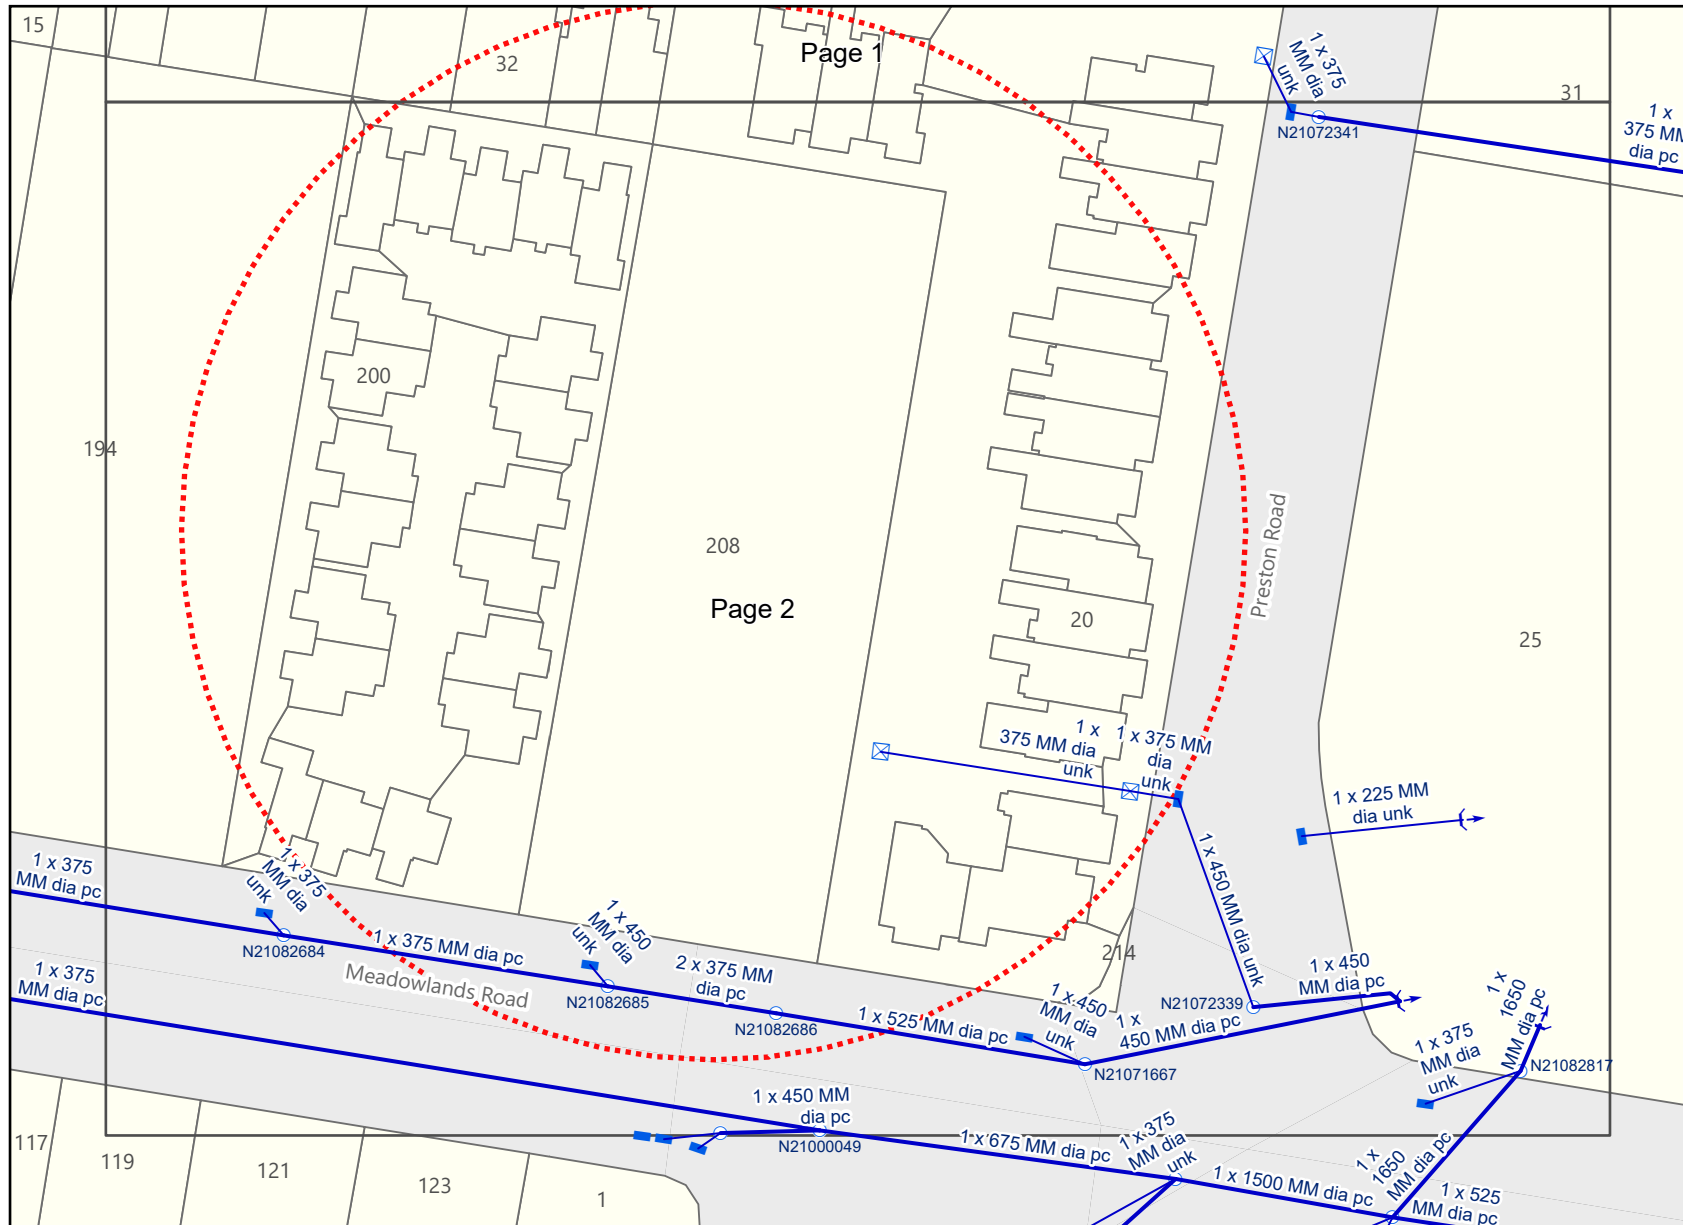 15
32
Page 1
1 x 375
MM dia
unk
31
N21072341
1 x
375 MM
dia pc
200
194
208
Page 2
Preston Road
20
25
1 x
375 MM dia
unk
1 x 375 MM
dia
unk
1 x 225 MM
dia unk
1 x 450 MM dia unk
1 x 375
MM dia pc
1 x 375
MM dia
unk
N21082684
1 x 375 MM dia pc
1 x 450
MM dia
unk
N21082685
2 x 375 MM
dia pc
N21082686
Meadowlands Road
1 x 375
MM dia pc
214
1 x 525 MM dia pc
1 x 450
MM dia
unk
1 x
450 MM dia pc
N21072339
1 x 450
MM dia pc
N21071667
1 x
1650
MM dia pc
1 x 375
MM dia
unk
N21082817
1 x 450 MM
dia pc
N21000049
1 x 675 MM dia pc
1 x 375
MM dia
unk
1 x 1500 MM dia pc
1 x
1650
MM dia pc
1 x 525
MM dia pc
117
119
121
123
1